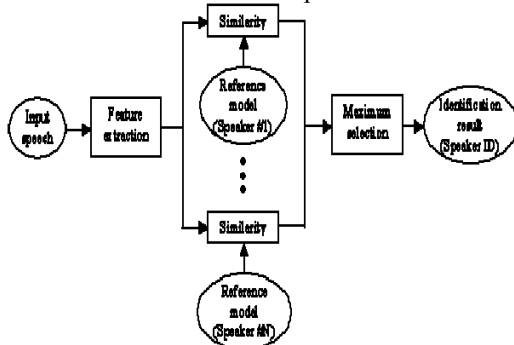 Similarity
Reference
model
(Speaker #1)
Input
speech
Feature
extraction
Maximum
selection
Identification
result
(Speaker ID)
Similarity
Reference
model
(Speaker #N)